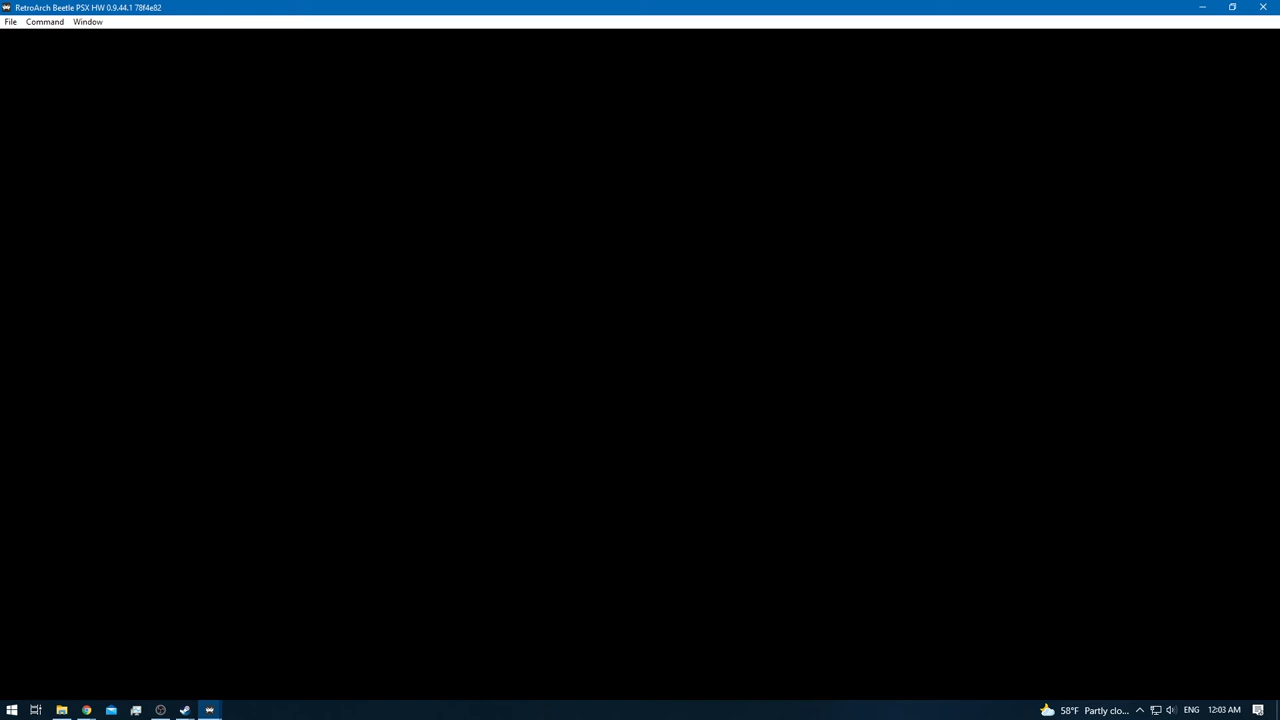 RetroArch Beetle PSX HW 0.9.44.1 78f4e82
File Command Window
58°F Partly clo... ENG 12:03 AM